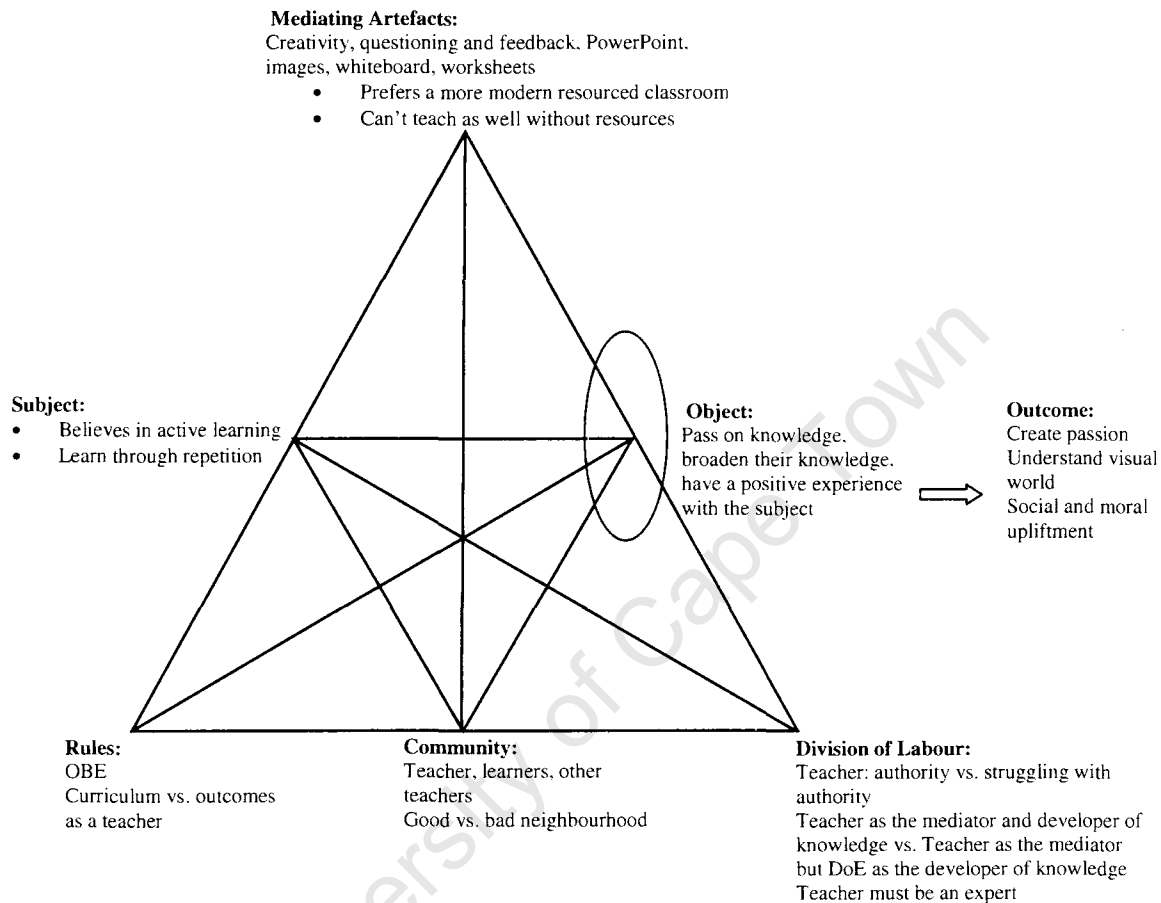 Mediating Artefacts:
Creativity, questioning and feedback, PowerPoint,
images, whiteboard, worksheets
• Prefers a more modern resourced classroom
• Can't teach as well without resources
Subject:
• Believes in active learning
• Learn through repetition
Object:
Pass on knowledge,
broaden their knowledge,
have a positive experience
with the subject
Outcome:
Create passion
Understand visual
world
Social and moral
upliftment
Rules:
OBE
Curriculum vs. outcomes
as a teacher
Community:
Teacher, learners, other
teachers
Good vs. bad neighbourhood
Division of Labour:
Teacher: authority vs. struggling with
authority
Teacher as the mediator and developer of
knowledge vs. Teacher as the mediator
but DoE as the developer of knowledge
Teacher must be an expert
ersity of Cape Town